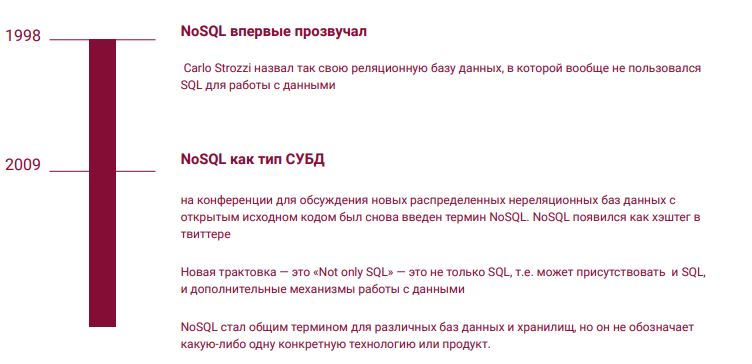 1998
NoSQL впервые прозвучал
Carlo Strozzi назвал так свою реляционную базу данных, в которой вообще не пользовался
SQL для работы с данными
2009
NoSQL как тип СУБД
на конференции для обсуждения новых распределенных нереляционных баз данных с
открытым исходном кодом был снова введен термин NoSQL. NoSQL появился как хэштег в
твиттере
Новая трактовка — это «Not only SQL» — это не только SQL, т.е. может присутствовать и SQL,
и дополнительные механизмы работы с данными
NoSQL стал общим термином для различных баз данных и хранилищ, но он не обозначает
какую-либо одну конкретную технологию или продукт.